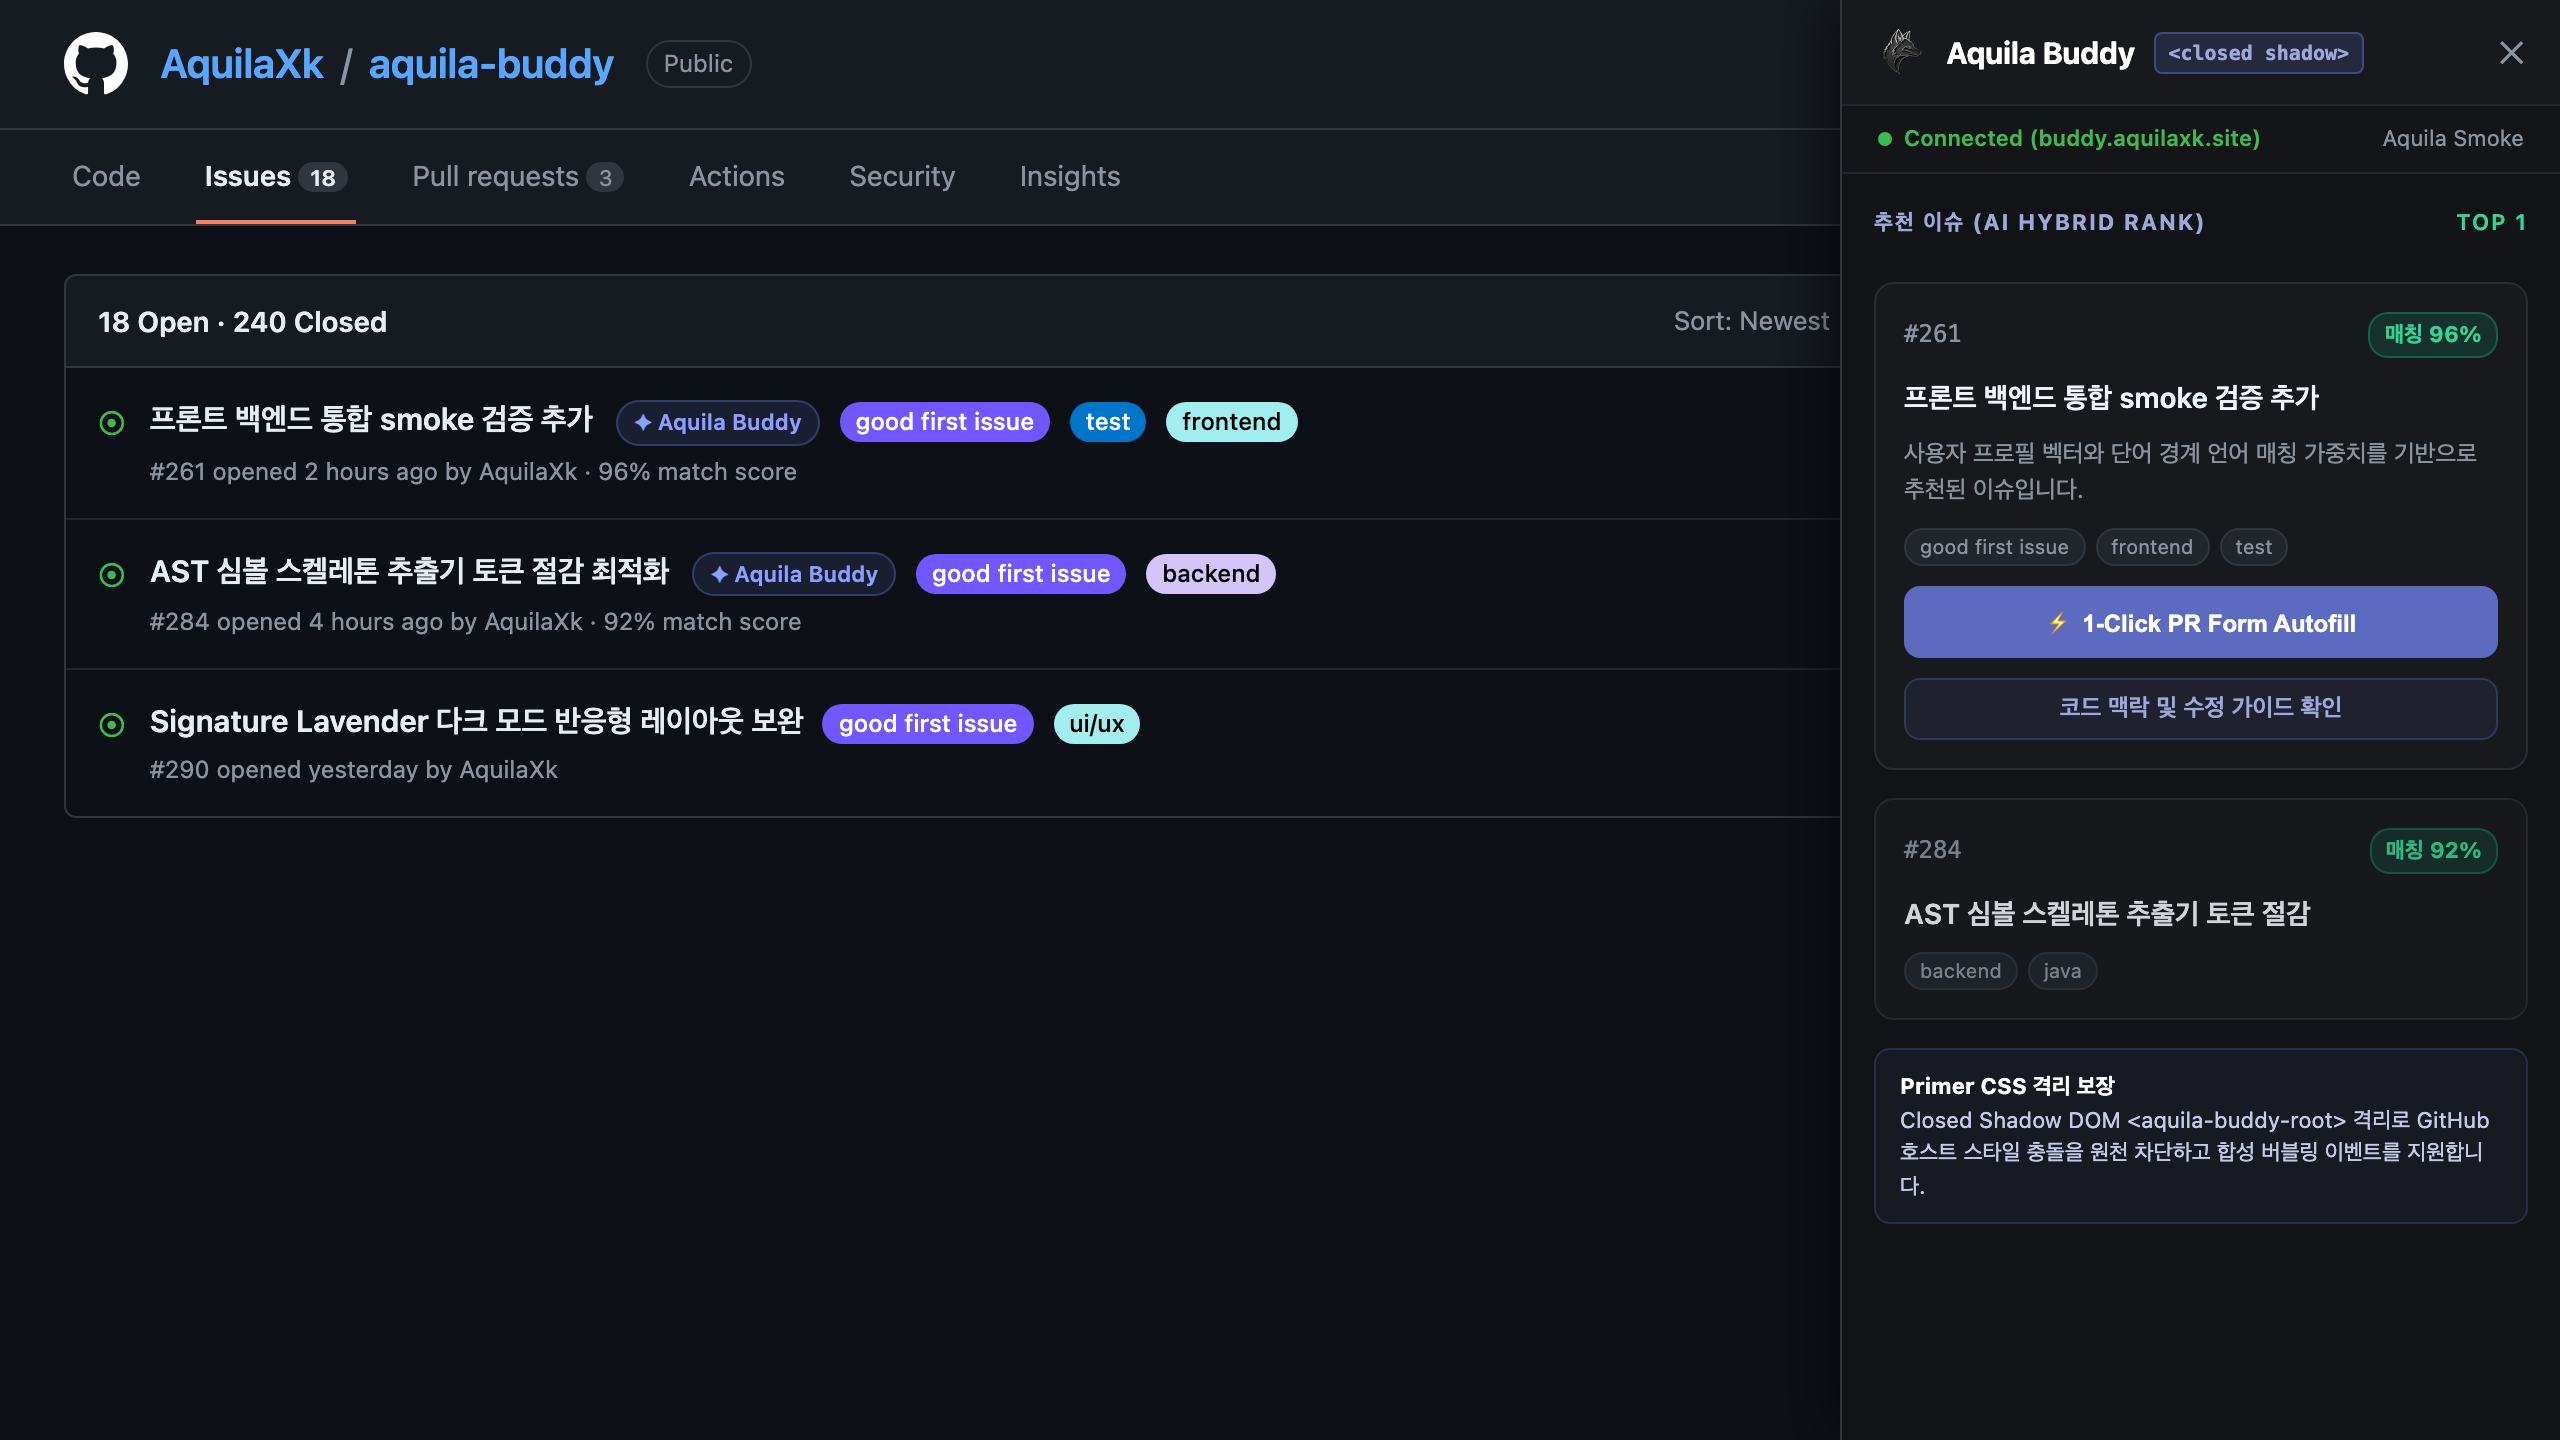 AquilaXk / aquila-buddy Public
Code Issues 18 Pull requests 3 Actions Security Insights
18 Open · 240 Closed Sort: Newest
프론트 백엔드 통합 smoke 검증 추가 ✦ Aquila Buddy good first issue test frontend
#261 opened 2 hours ago by AquilaXk · 96% match score
AST 심볼 스켈레톤 추출기 토큰 절감 최적화 ✦ Aquila Buddy good first issue backend
#284 opened 4 hours ago by AquilaXk · 92% match score
Signature Lavender 다크 모드 반응형 레이아웃 보완 good first issue ui/ux
#290 opened yesterday by AquilaXk
Aquila Buddy <closed shadow> ×
Connected (buddy.aquilaxk.site) Aquila Smoke
추천 이슈 (AI HYBRID RANK) TOP 1
#261 매칭 96%
프론트 백엔드 통합 smoke 검증 추가
사용자 프로필 벡터와 단어 경계 언어 매칭 가중치를 기반으로
추천된 이슈입니다.
good first issue frontend test
⚡ 1-Click PR Form Autofill
코드 맥락 및 수정 가이드 확인
#284 매칭 92%
AST 심볼 스켈레톤 추출기 토큰 절감
backend java
Primer CSS 격리 보장
Closed Shadow DOM <aquila-buddy-root> 격리로 GitHub
호스트 스타일 충돌을 원천 차단하고 합성 버블링 이벤트를 지원합니
다.